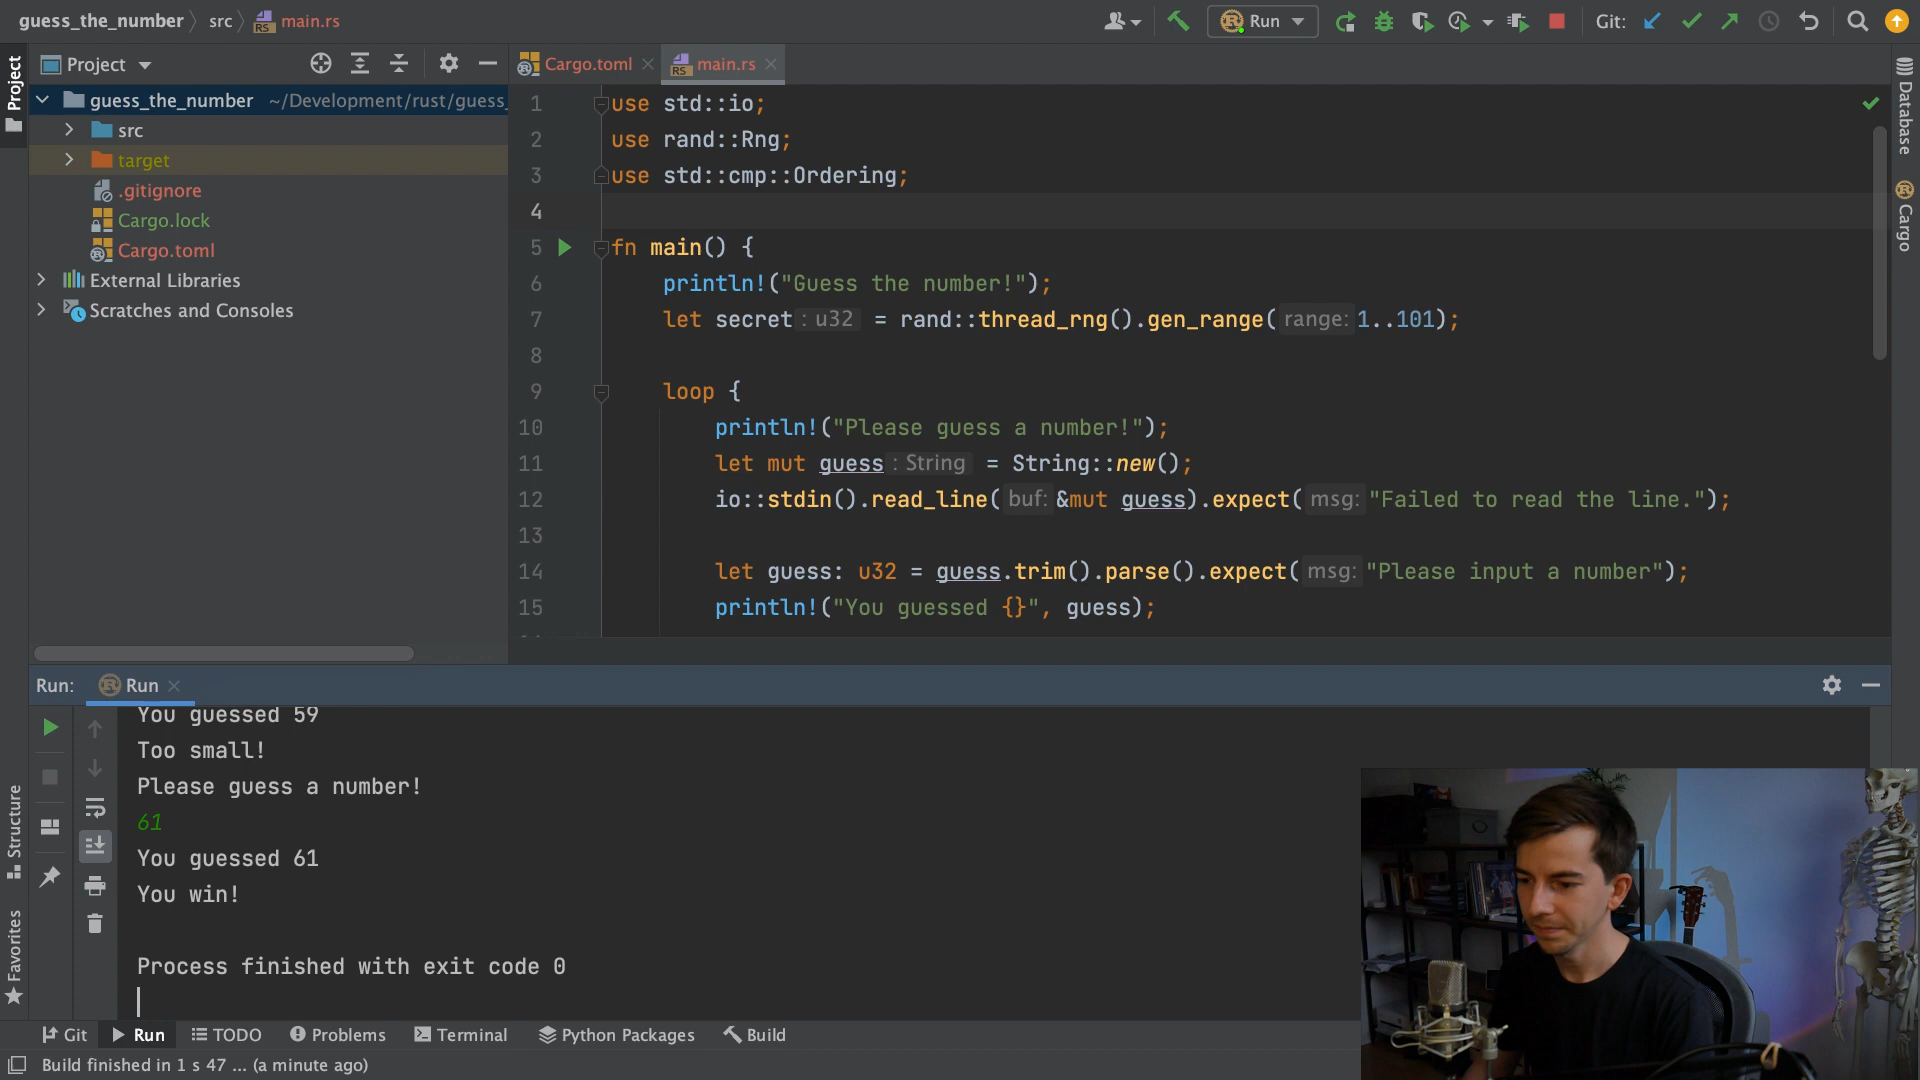 guess_the_number src main.rs
Run
Git:
Project
Project
guess_the_number ~/Development/rust/guess_
src
target
.gitignore
Cargo.lock
Cargo.toml
External Libraries
Scratches and Consoles
Cargo.toml main.rs
1 use std::io;
2 use rand::Rng;
3 use std::cmp::Ordering;
4
5 fn main() {
6 println!("Guess the number!");
7 let secret : u32 = rand::thread_rng().gen_range( range: 1..101);
8
9 loop {
10 println!("Please guess a number!");
11 let mut guess : String = String::new();
12 io::stdin().read_line( buf: &mut guess).expect( msg: "Failed to read the line.");
13
14 let guess: u32 = guess.trim().parse().expect( msg: "Please input a number");
15 println!("You guessed {}", guess);
Database
Cargo
Run: Run
You guessed 59
Too small!
Please guess a number!
61
You guessed 61
You win!
Process finished with exit code 0
Structure
Favorites
Git Run TODO Problems Terminal Python Packages Build
Build finished in 1 s 47 ... (a minute ago)